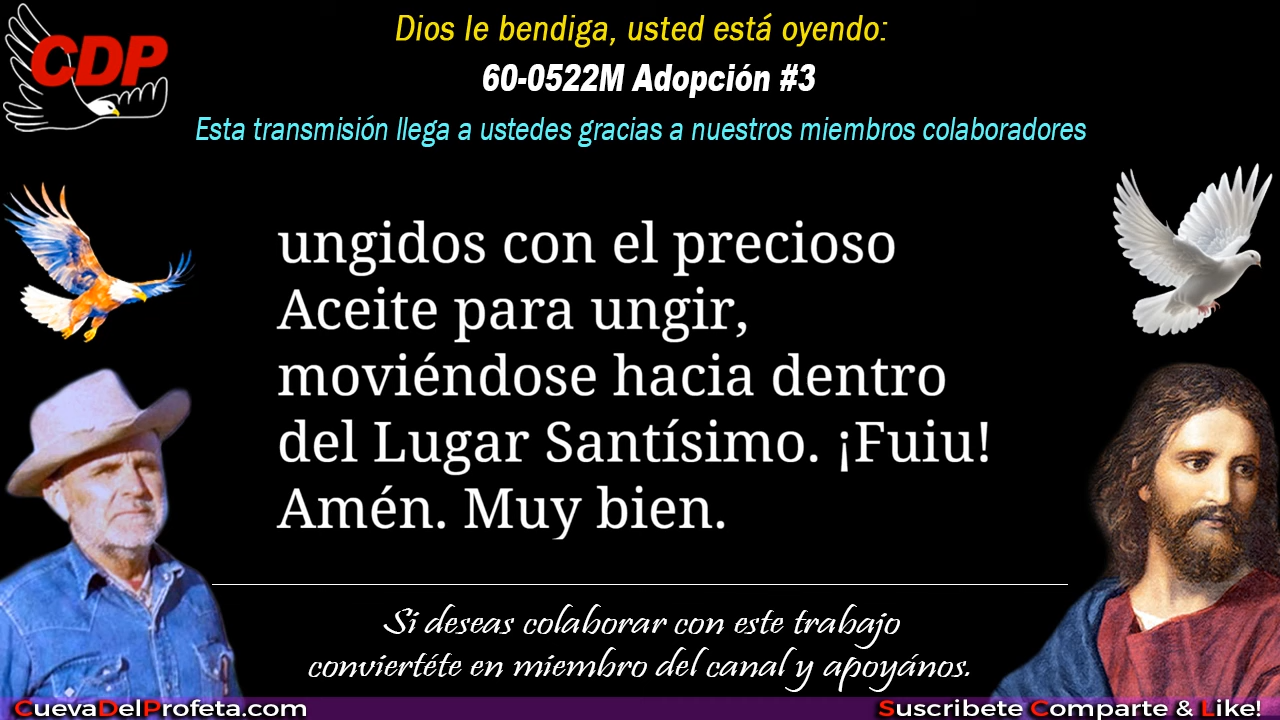 CDP
Dios le bendiga, usted está oyendo:
60-0522M Adopción #3
Esta transmisión llega a ustedes gracias a nuestros miembros colaboradores
ungidos con el precioso
Aceite para ungir,
moviéndose hacia dentro
del Lugar Santísimo. ¡Fuiu!
Amén. Muy bien.
Si deseas colaborar con este trabajo
conviertéte en miembro del canal y apoyános.
CuevaDelProfeta.com
Suscribete Comparte & Like!